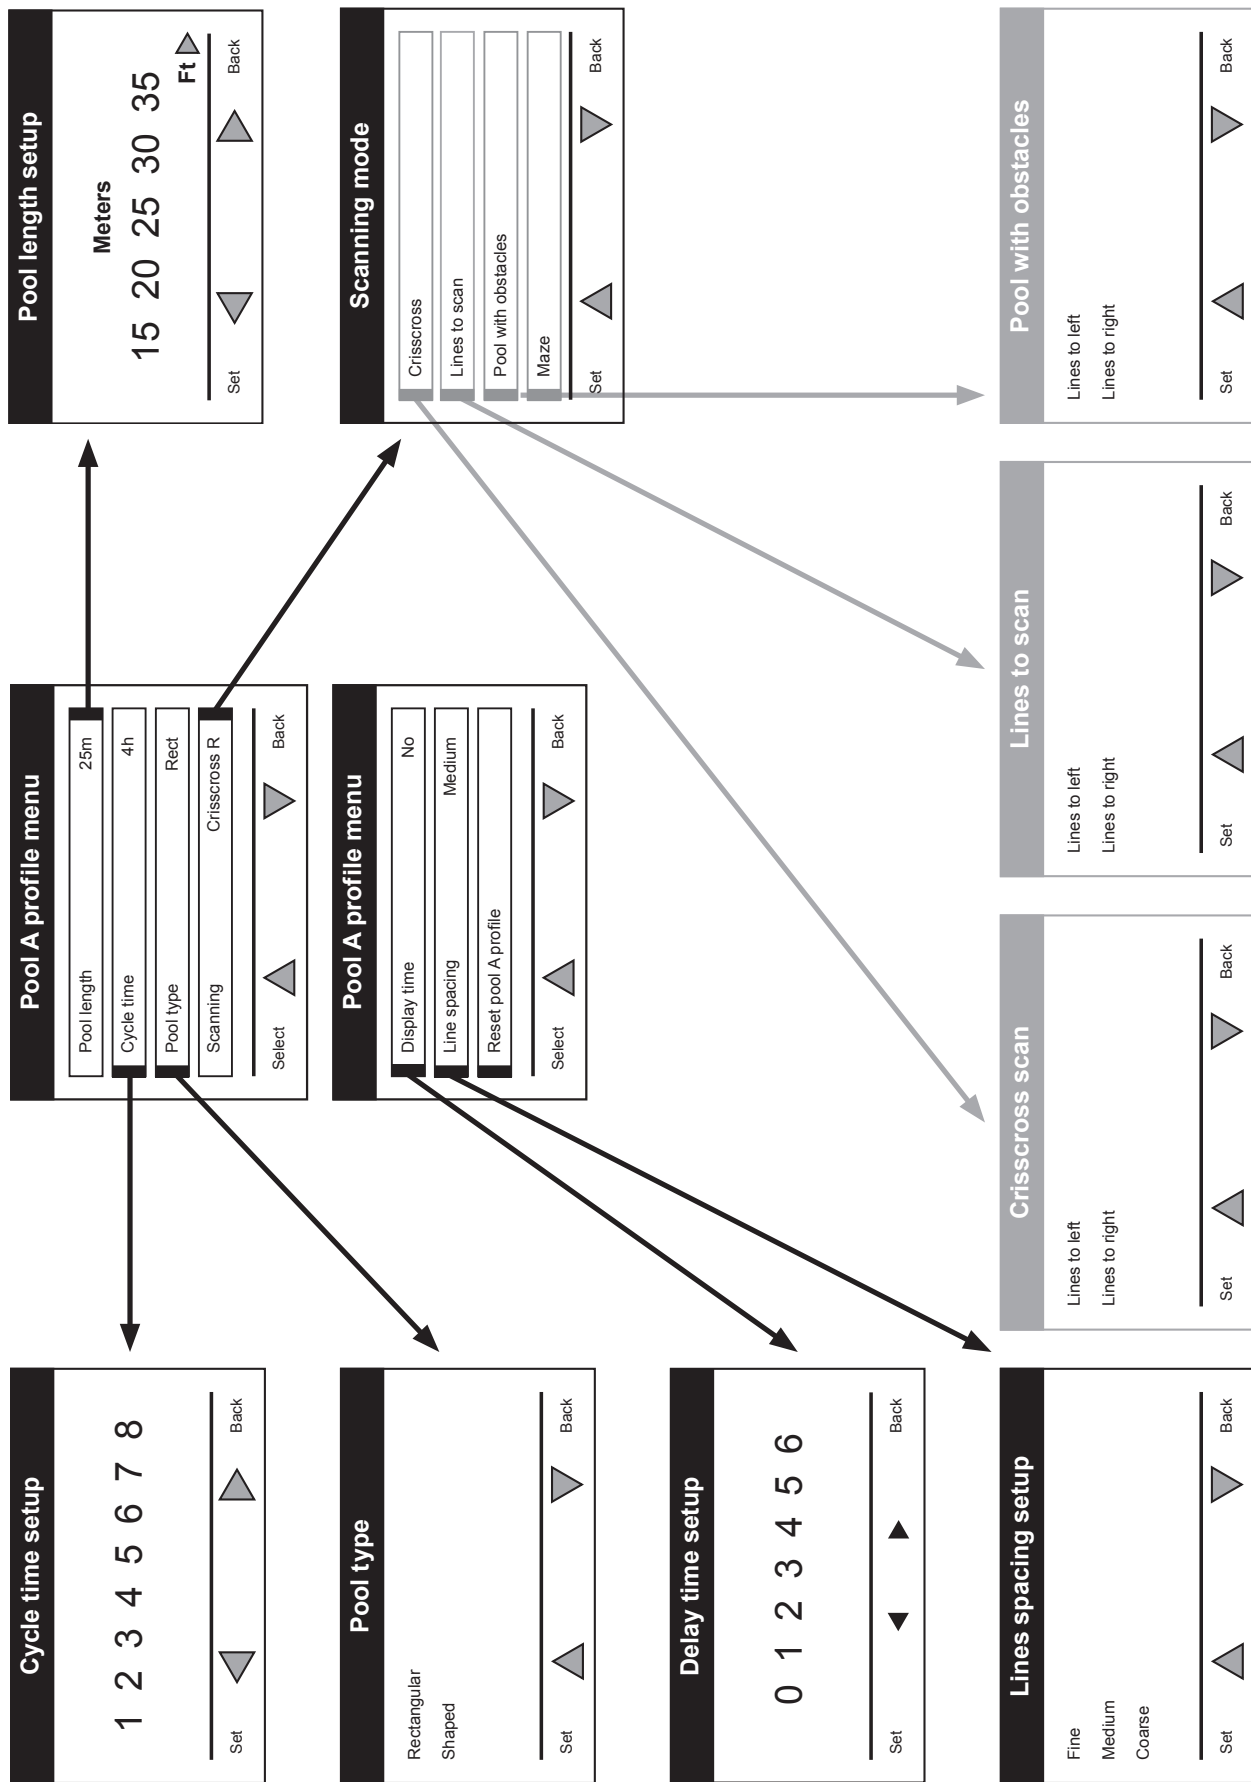 Cycle time setup
1 2 3 4 5 6 7 8
Set
Back
Pool A profile menu
Pool length 25m
Cycle time 4h
Pool type Rect
Scanning Crisscross R
Select
Back
Pool length setup
Meters
15 20 25 30 35
Ft
Set
Back
Pool type
Rectangular
Shaped
Set
Back
Pool A profile menu
Display time No
Line spacing Medium
Reset pool A profile
Select
Back
Scanning mode
Crisscross
Lines to scan
Pool with obstacles
Maze
Set
Back
Delay time setup
0 1 2 3 4 5 6
Set
Back
Lines spacing setup
Fine
Medium
Coarse
Set
Back
Crisscross scan
Lines to left
Lines to right
Set
Back
Lines to scan
Lines to left
Lines to right
Set
Back
Pool with obstacles
Lines to left
Lines to right
Set
Back